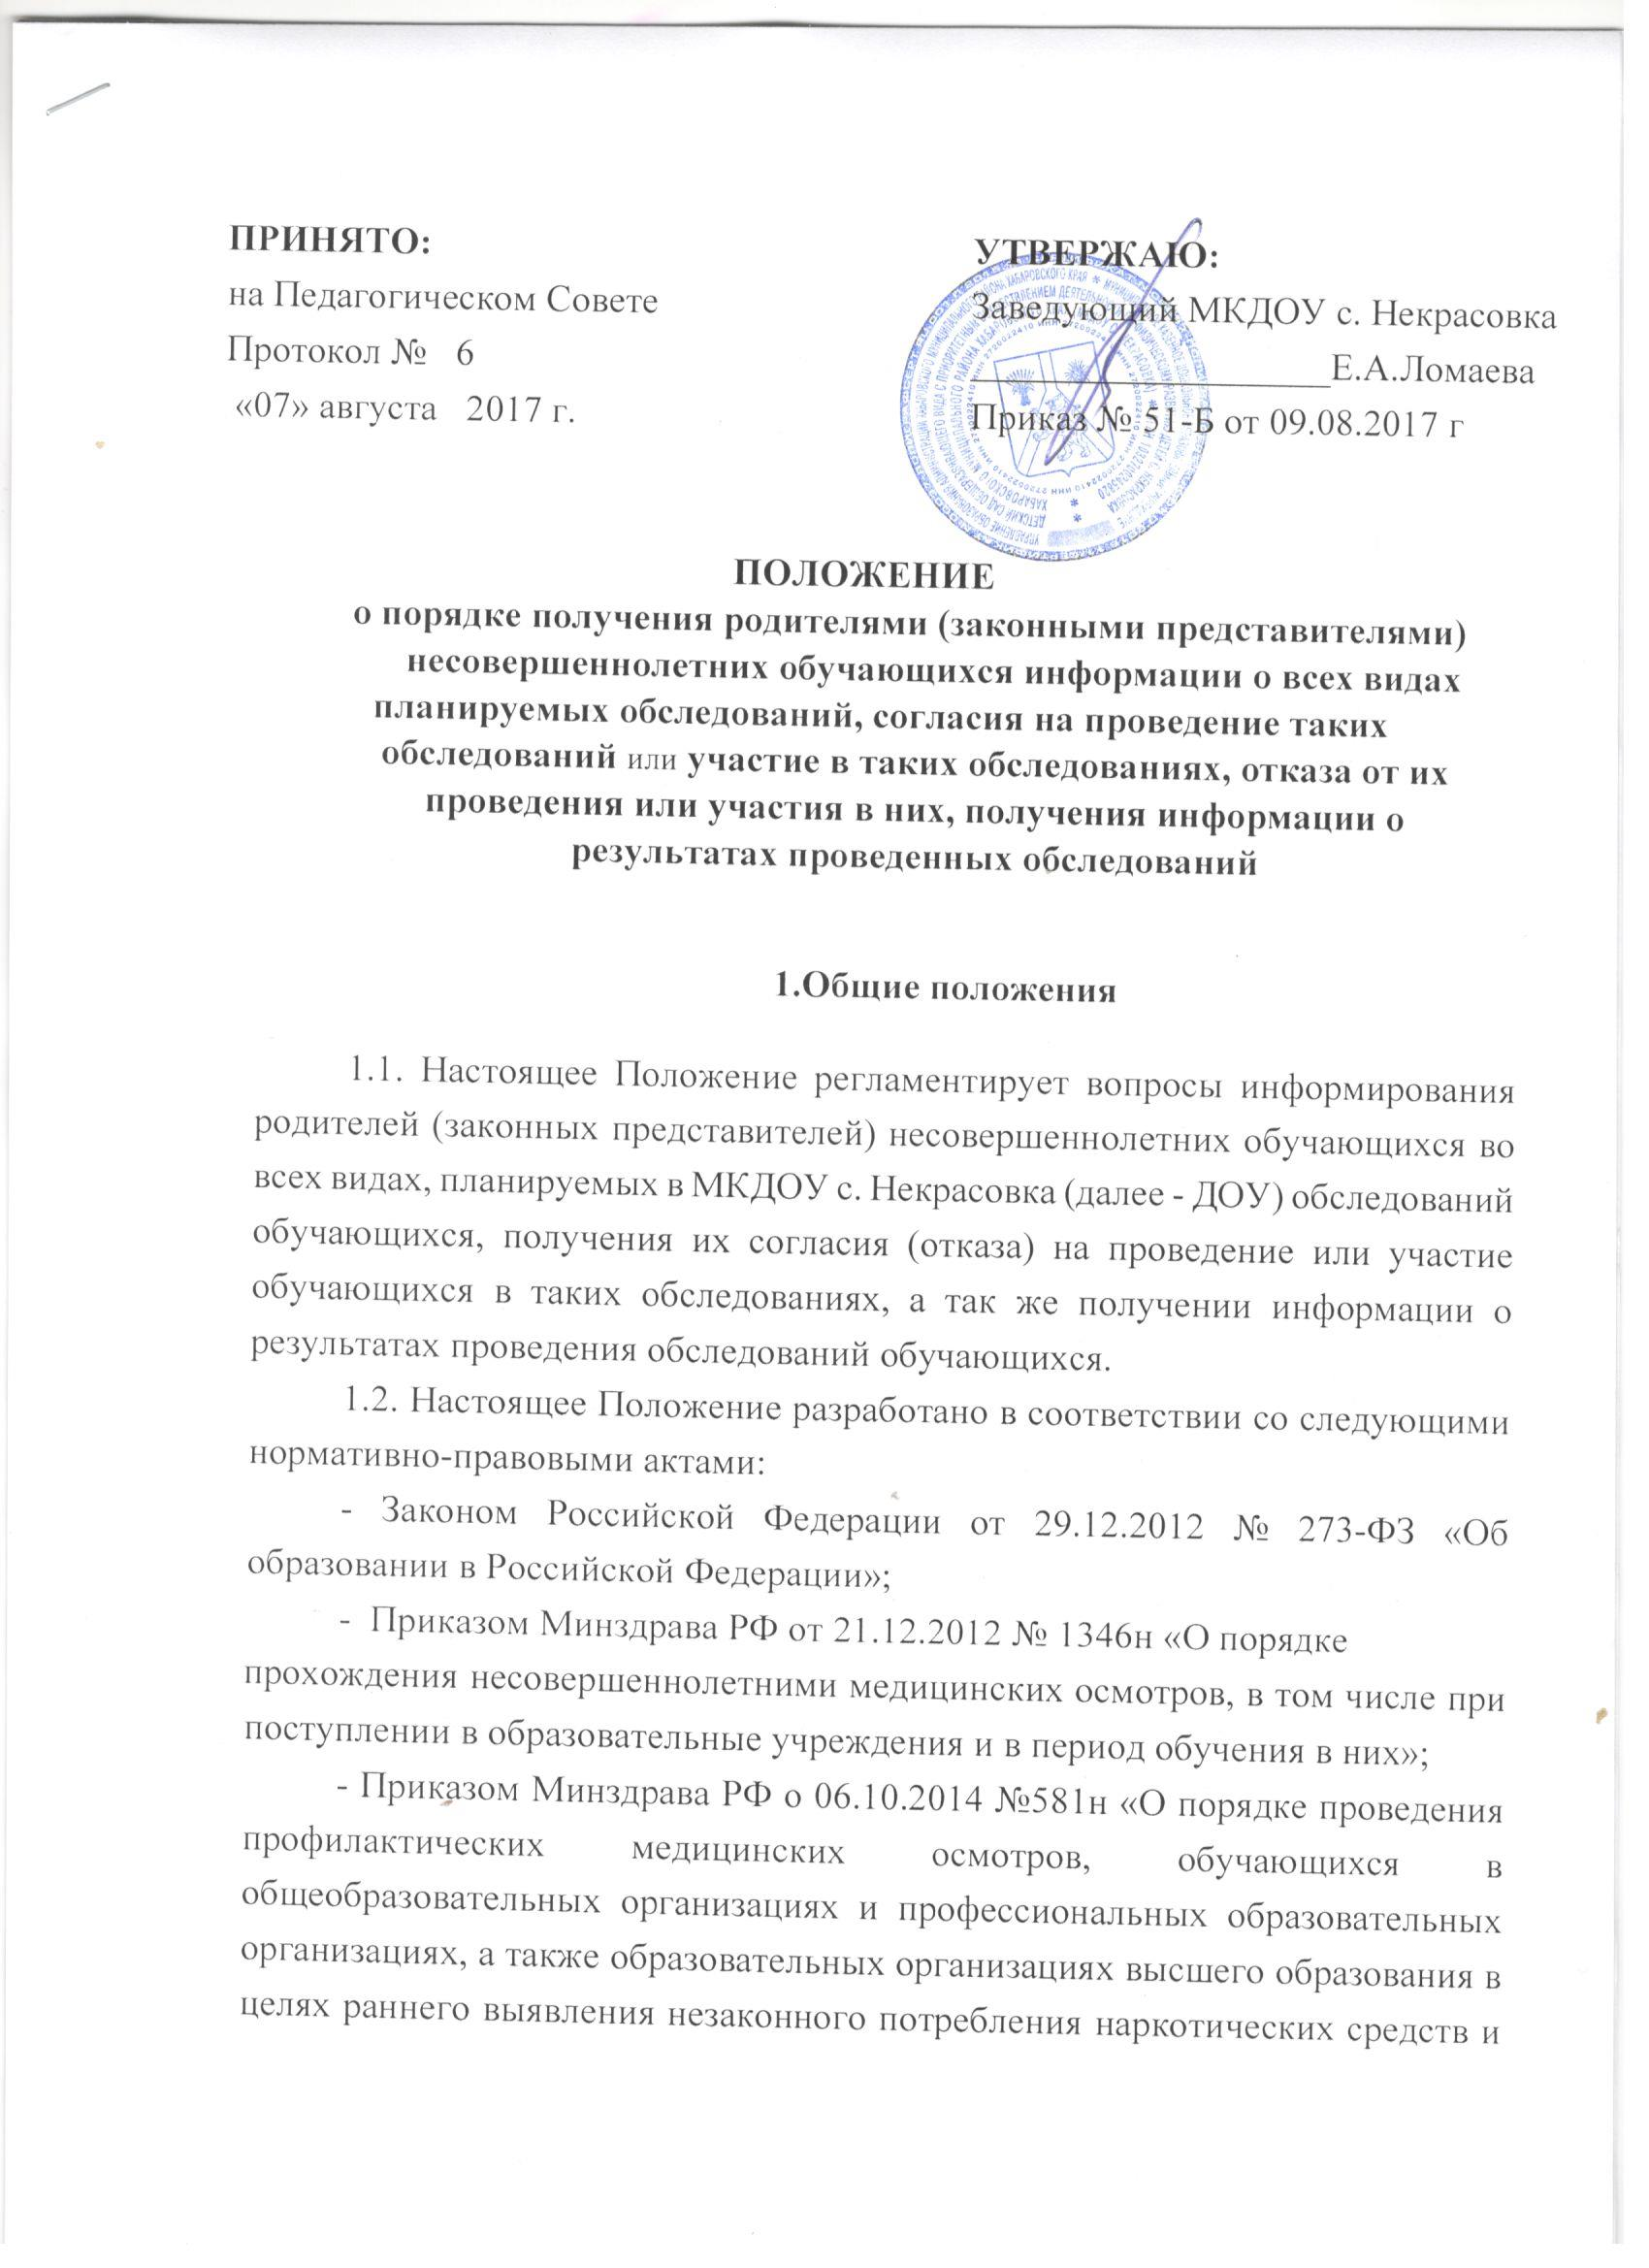 ПРИНЯТО:
на Педагогическом Совете
Протокол № 6
«07» августа 2017 г.
УТВЕРЖАЮ:
Заведующий МКДОУ с. Некрасовка
____________________Е.А.Ломаева
Приказ № 51-Б от 09.08.2017 г
ПОЛОЖЕНИЕ
о порядке получения родителями (законными представителями)
несовершеннолетних обучающихся информации о всех видах
планируемых обследований, согласия на проведение таких
обследований или участие в таких обследованиях, отказа от их
проведения или участия в них, получения информации о
результатах проведенных обследований
1.Общие положения
1.1. Настоящее Положение регламентирует вопросы информирования
родителей (законных представителей) несовершеннолетних обучающихся во
всех видах, планируемых в МКДОУ с. Некрасовка (далее - ДОУ) обследований
обучающихся, получения их согласия (отказа) на проведение или участие
обучающихся в таких обследованиях, а так же получении информации о
результатах проведения обследований обучающихся.
1.2. Настоящее Положение разработано в соответствии со следующими
нормативно-правовыми актами:
- Законом Российской Федерации от 29.12.2012 № 273-ФЗ «Об
образовании в Российской Федерации»;
- Приказом Минздрава РФ от 21.12.2012 № 1346н «О порядке
прохождения несовершеннолетними медицинских осмотров, в том числе при
поступлении в образовательные учреждения и в период обучения в них»;
- Приказом Минздрава РФ о 06.10.2014 №581н «О порядке проведения
профилактических медицинских осмотров, обучающихся в
общеобразовательных организациях и профессиональных образовательных
организациях, а также образовательных организациях высшего образования в
целях раннего выявления незаконного потребления наркотических средств и